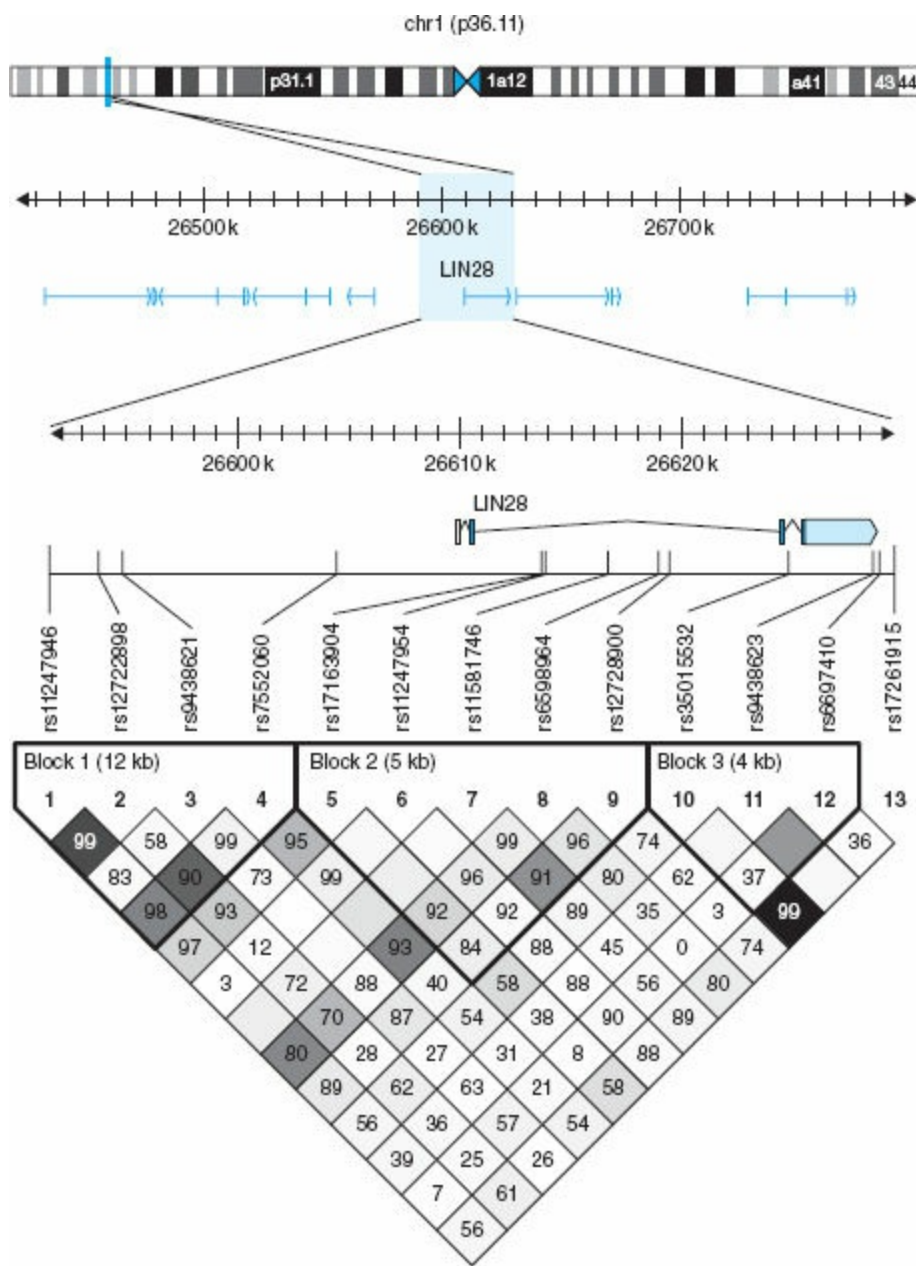 chr1 (p36.11)
p31.1 1a12 a41 43 44
26500k 26600k 26700k
LIN28
26600k 26610k 26620k
LIN28
rs11247946
rs12722898
rs9438621
rs7552060
rs17163904
rs11247954
rs11581746
rs6598964
rs12728900
rs35015532
rs9438623
rs6697410
rs17261915
Block 1 (12 kb) Block 2 (5 kb) Block 3 (4 kb)
1 2 3 4 5 6 7 8 9 10 11 12 13
99 58 99 95 99 96 74 36
83 90 73 99 96 91 80 62 37
98 93 92 92 89 35 3 99
97 12 93 84 88 45 0 74
3 72 88 40 58 88 56 80
70 87 54 38 90 89
80 28 27 31 8 88
89 62 63 21 58
56 36 57 54
39 25 26
7 61
56